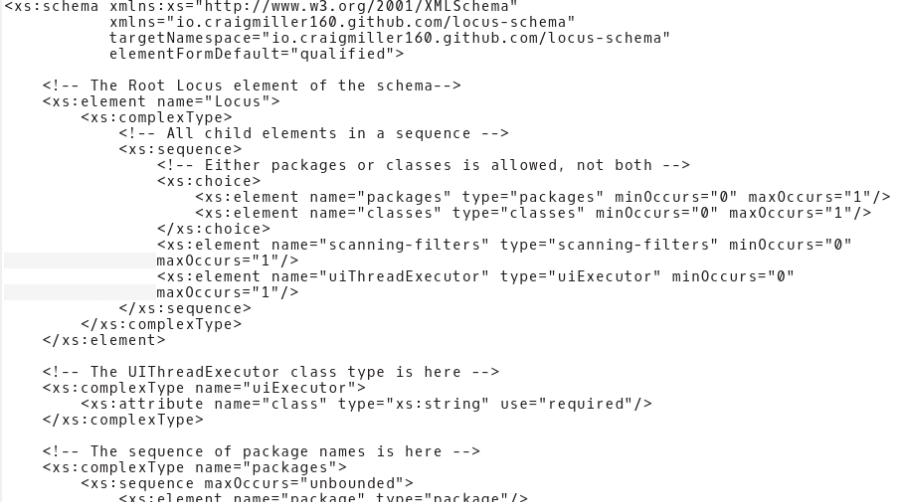 <xs:schema xmlns:xs="http://www.w3.org/2001/XMLSchema"
           xmlns="io.craigmiller160.github.com/locus-schema"
           targetNamespace="io.craigmiller160.github.com/locus-schema"
           elementFormDefault="qualified">

    <!-- The Root Locus element of the schema-->
    <xs:element name="Locus">
        <xs:complexType>
            <!-- All child elements in a sequence -->
            <xs:sequence>
                <!-- Either packages or classes is allowed, not both -->
                <xs:choice>
                    <xs:element name="packages" type="packages" minOccurs="0" maxOccurs="1"/>
                    <xs:element name="classes" type="classes" minOccurs="0" maxOccurs="1"/>
                </xs:choice>
                <xs:element name="scanning-filters" type="scanning-filters" minOccurs="0"
                maxOccurs="1"/>
                <xs:element name="uiThreadExecutor" type="uiExecutor" minOccurs="0"
                maxOccurs="1"/>
            </xs:sequence>
        </xs:complexType>
    </xs:element>

    <!-- The UIThreadExecutor class type is here -->
    <xs:complexType name="uiExecutor">
        <xs:attribute name="class" type="xs:string" use="required"/>
    </xs:complexType>

    <!-- The sequence of package names is here -->
    <xs:complexType name="packages">
        <xs:sequence maxOccurs="unbounded">
            <xs:element name="package" type="package"/>